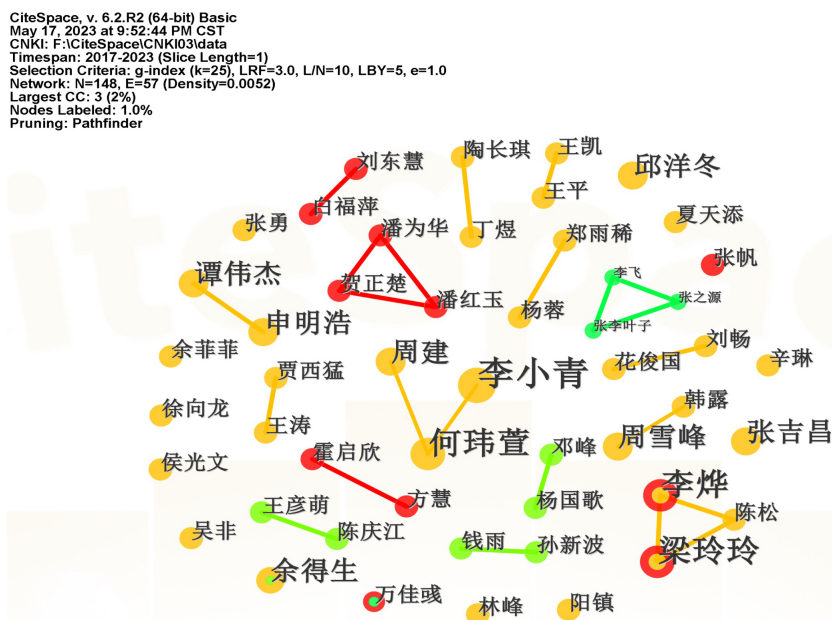 CiteSpace, v. 6.2.R2 (64-bit) Basic
May 17, 2023 at 9:52:44 PM CST
CNKI: F:\CiteSpace\CNKI03\data
Timespan: 2017-2023 (Slice Length=1)
Selection Criteria: g-index (k=25), LRF=3.0, L/N=10, LBY=5, e=1.0
Network: N=148, E=57 (Density=0.0052)
Largest CC: 3 (2%)
Nodes Labeled: 1.0%
Pruning: Pathfinder
刘东慧
陶长琪
王凯
邱洋冬
白福萍
王平
张勇
潘为华
丁煜
郑雨稀
夏天添
谭伟杰
贺正楚
李飞
张帆
潘红玉
杨蓉
张之源
申明浩
张李叶子
余菲菲
周建
刘畅
贾西猛
李小青
花俊国
辛琳
徐向龙
王涛
韩露
何玮萱
周雪峰
张吉昌
侯光文
霍启欣
邓峰
李烨
方慧
王彦萌
杨国歌
陈松
吴非
陈庆江
钱雨
孙新波
梁玲玲
余得生
万佳彧
林峰
阳镇